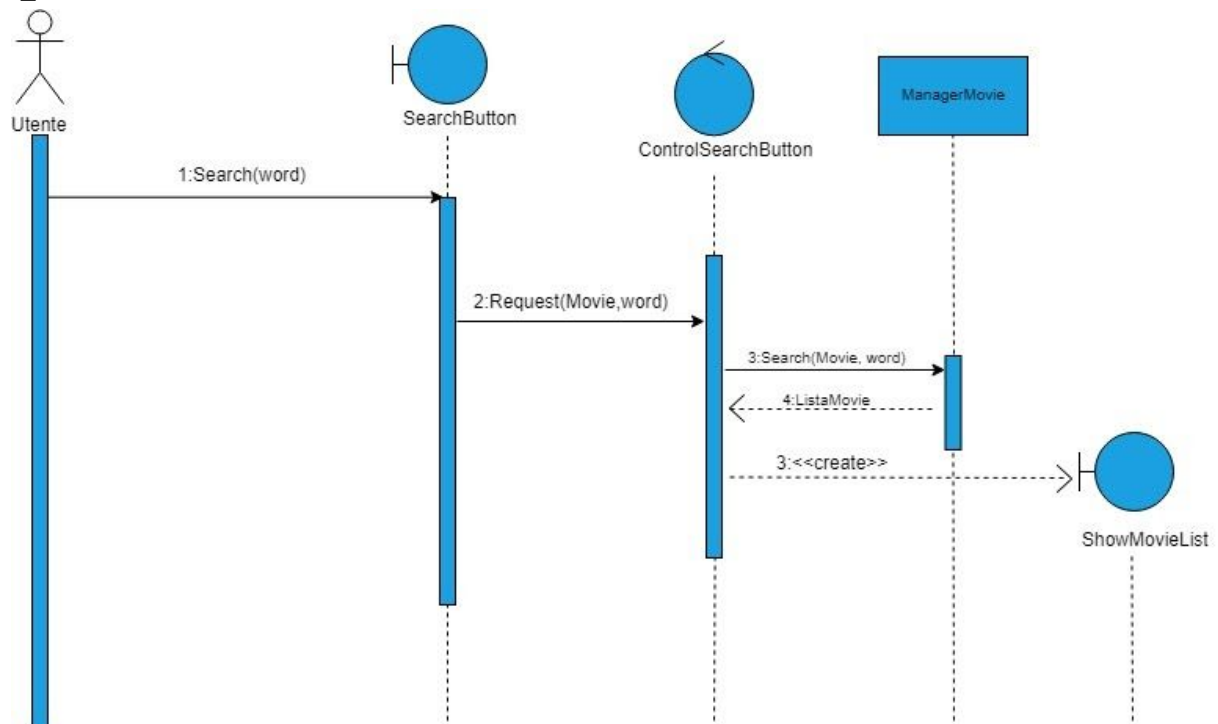 SearchButton
ManagerMovie
Utente
ControlSearchButton
1:Search(word)
2:Request(Movie,word)
3:Search(Movie, word)
4:ListaMovie
3:<<create>>
ShowMovieList